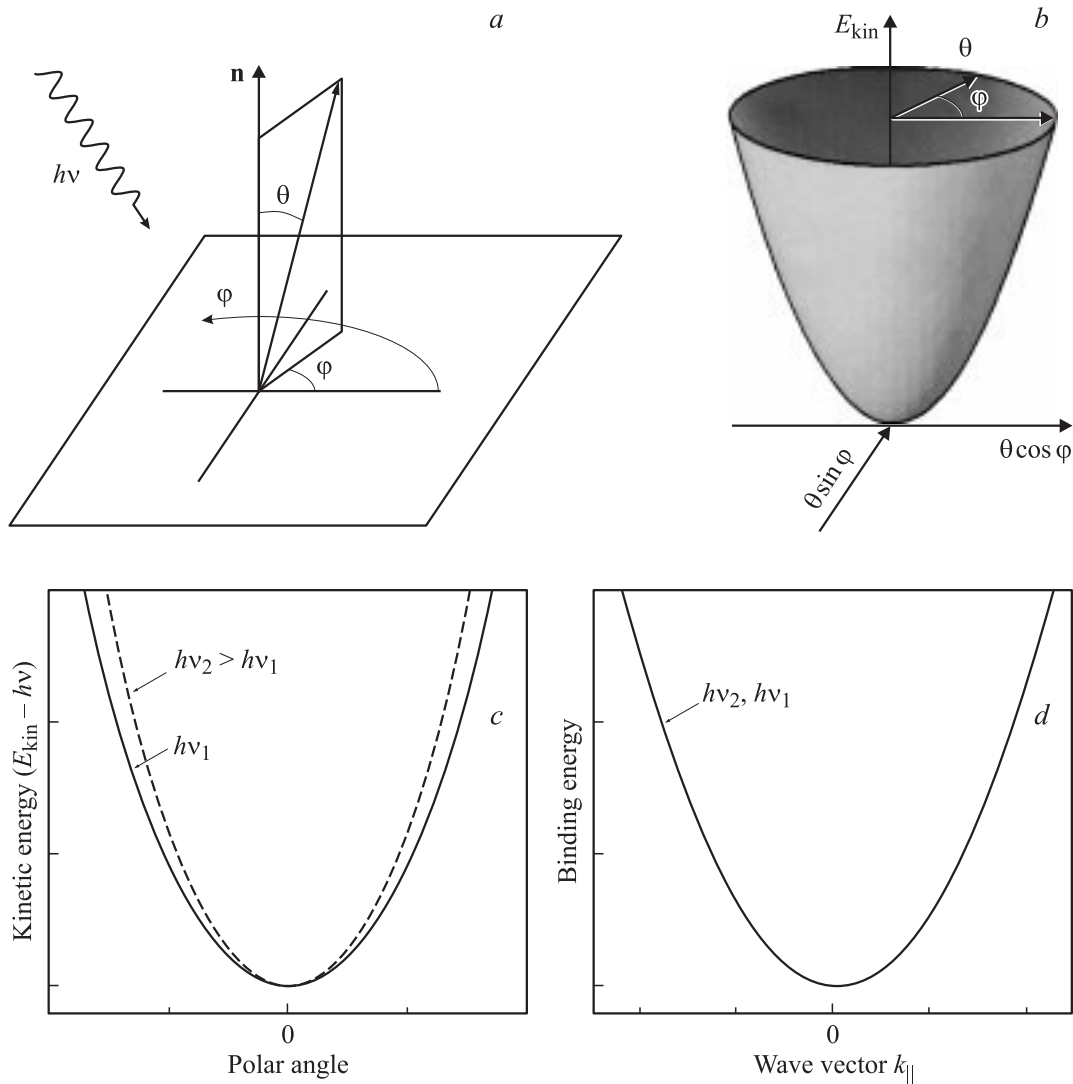 a
n
hν
θ
φ
φ
b
E_kin
θ
φ
θ cos φ
θ sin φ
c
Kinetic energy (E_kin – hν)
hν₂ > hν₁
hν₁
0
Polar angle
d
Binding energy
hν₂, hν₁
0
Wave vector k_||